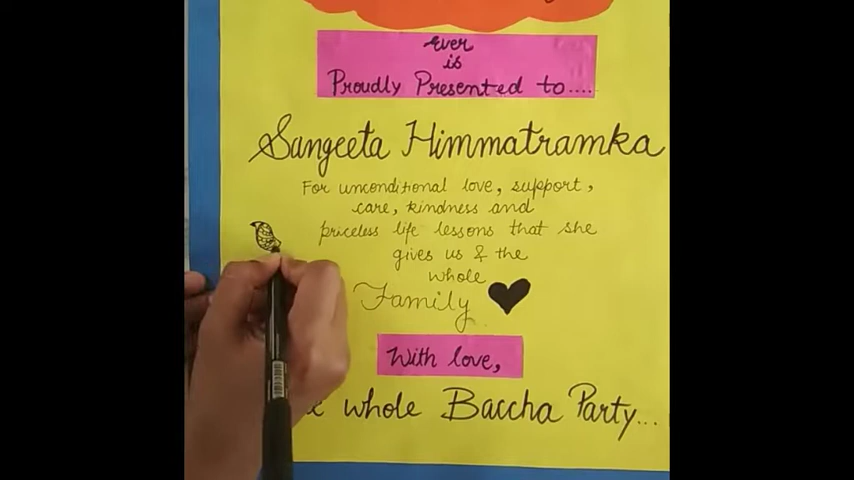 Ever
is
Proudly Presented to....
Sangeeta Himmatramka
For unconditional love, support,
care, kindness and
priceless life lessons that she
gives us & the
whole
Family
With love,
whole Baccha Party...